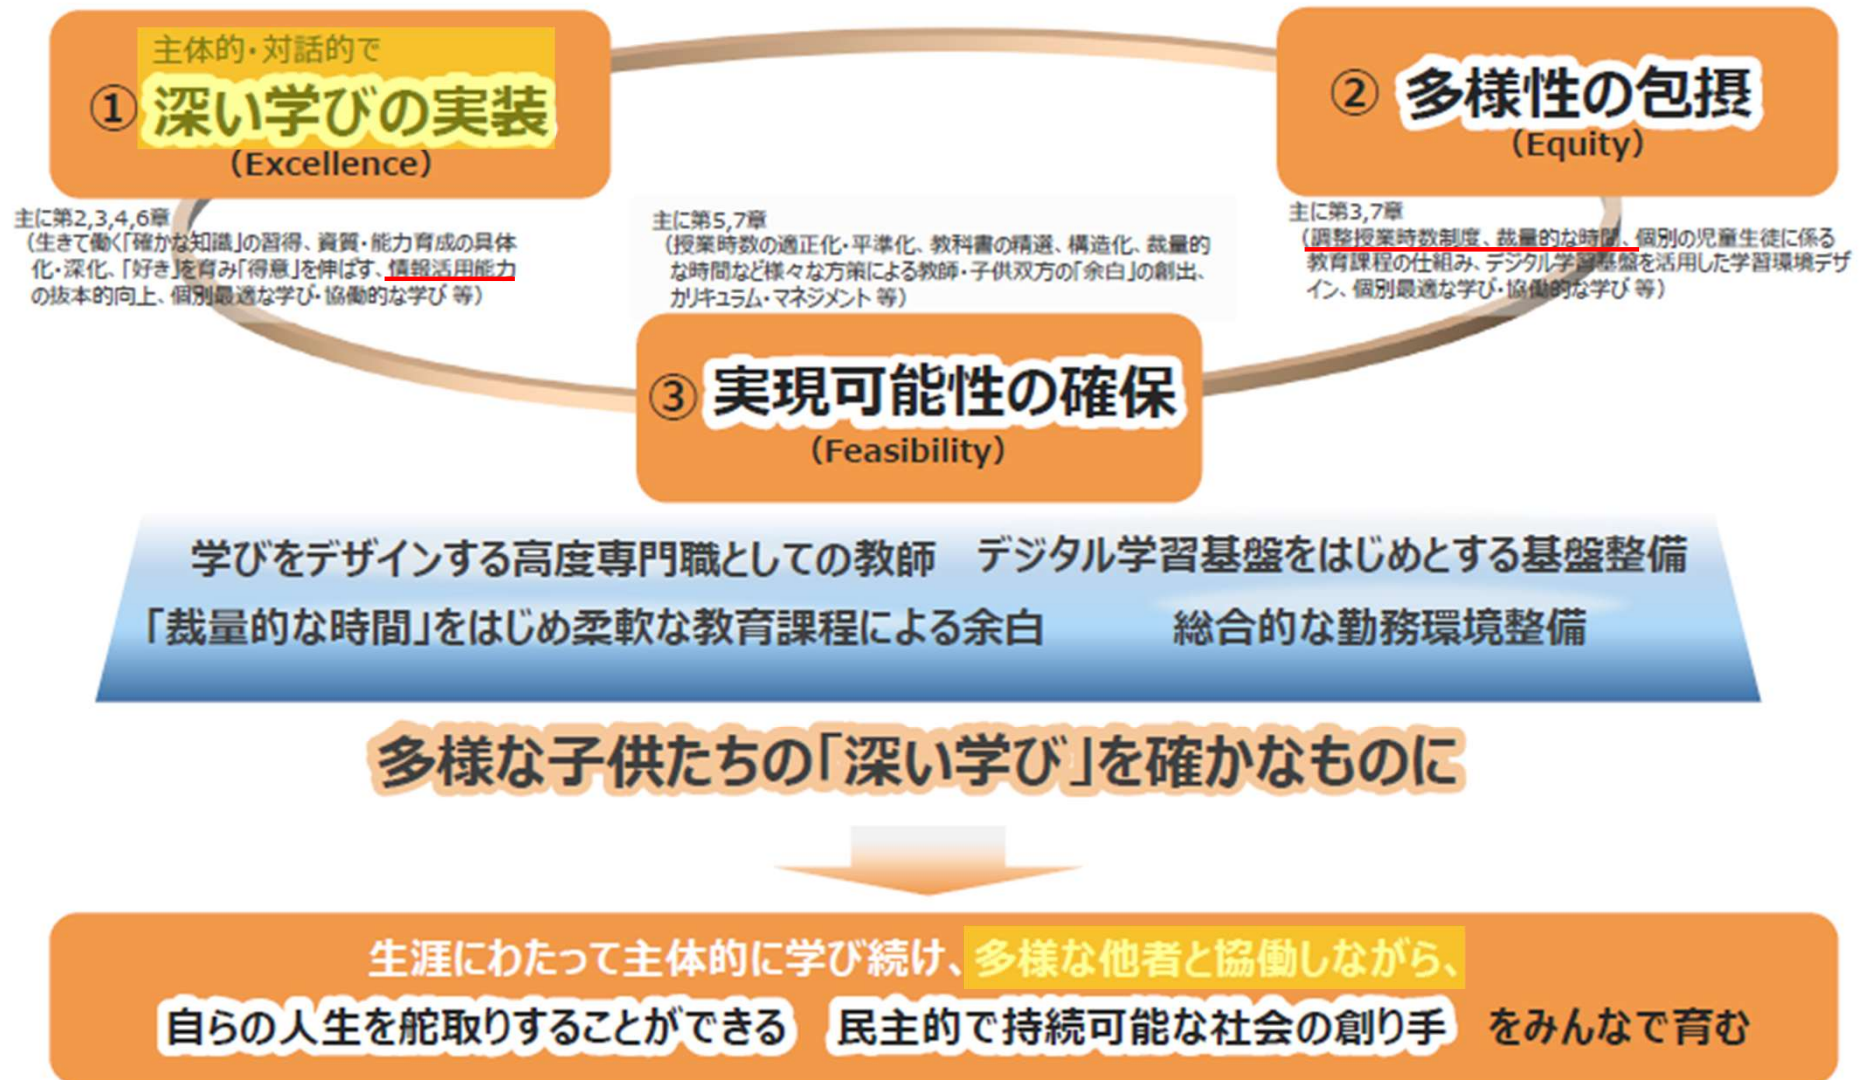 主体的・対話的で
① 深い学びの実装
（Excellence）
② 多様性の包摂
（Equity）
主に第2,3,4,6章
（生きて働く「確かな知識」の習得、資質・能力育成の具体
化・深化、「好き」を育み「得意」を伸ばす、情報活用能力
の抜本的向上、個別最適な学び・協働的な学び 等）
主に第5,7章
（授業時数の適正化・平準化、教科書の精選、構造化、裁量的
な時間など様々な方策による教師・子供双方の「余白」の創出、
カリキュラム・マネジメント 等）
主に第3,7章
（調整授業時数制度、裁量的な時間、個別の児童生徒に係る
教育課程の仕組み、デジタル学習基盤を活用した学習環境デザ
イン、個別最適な学び・協働的な学び 等）
③ 実現可能性の確保
（Feasibility）
学びをデザインする高度専門職としての教師 デジタル学習基盤をはじめとする基盤整備
「裁量的な時間」をはじめ柔軟な教育課程による余白 総合的な勤務環境整備
多様な子供たちの「深い学び」を確かなものに
生涯にわたって主体的に学び続け、多様な他者と協働しながら、
自らの人生を舵取りすることができる 民主的で持続可能な社会の創り手 をみんなで育む